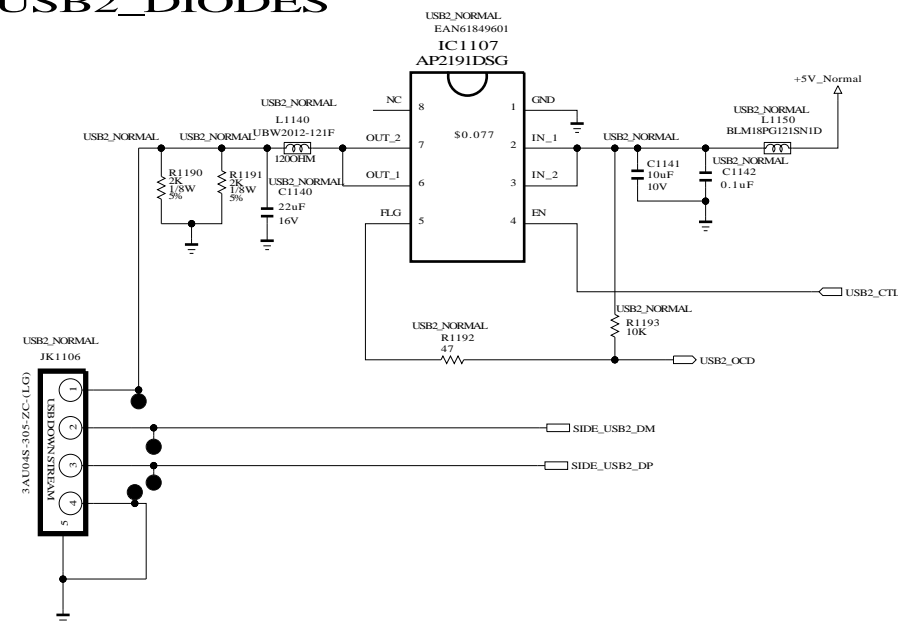 USB2_DIODES
USB2_NORMAL
EAN61849601
IC1107
AP2191DSG
+5V_Normal
NC
8
1
GND
$0.077
USB2_NORMAL
L1140
UBW2012-121F
120OHM
USB2_NORMAL
USB2_NORMAL
OUT_2
7
2
IN_1
USB2_NORMAL
USB2_NORMAL
L1150
BLM18PG121SN1D
R1190
2K
1/8W
5%
R1191
2K
1/8W
5%
USB2_NORMAL
C1140
22uF
16V
OUT_1
6
3
IN_2
C1141
10uF
10V
USB2_NORMAL
C1142
0.1uF
FLG
5
4
EN
USB2_CTL
USB2_NORMAL
R1193
10K
USB2_NORMAL
R1192
47
USB2_OCD
USB2_NORMAL
JK1106
3AU04S-305-ZC-(LG)
USB DOWN STREAM
1
2
3
4
5
SIDE_USB2_DM
SIDE_USB2_DP